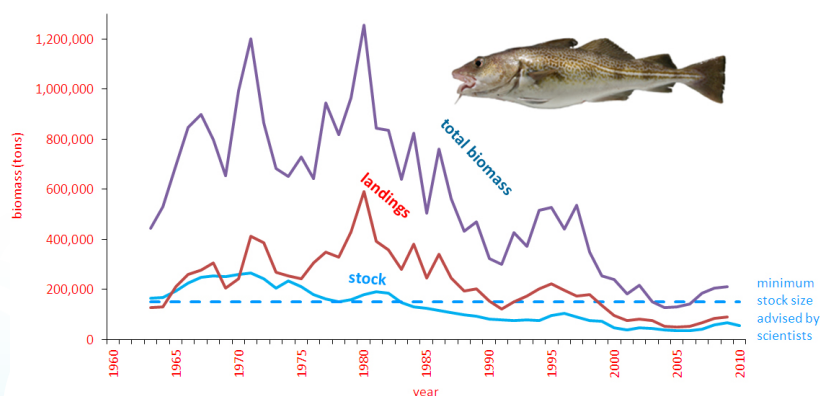 1,200,000
1,000,000
800,000
600,000
400,000
200,000
0
biomass (tons)
total biomass
landings
stock
minimum
stock size
advised by
scientists
1960
1965
1970
1975
1980
1985
1990
1995
2000
2005
2010
year